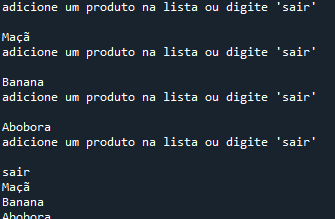 adicione um produto na lista ou digite 'sair'
Maçã
adicione um produto na lista ou digite 'sair'
Banana
adicione um produto na lista ou digite 'sair'
Abobora
adicione um produto na lista ou digite 'sair'
sair
Maçã
Banana
Abobora